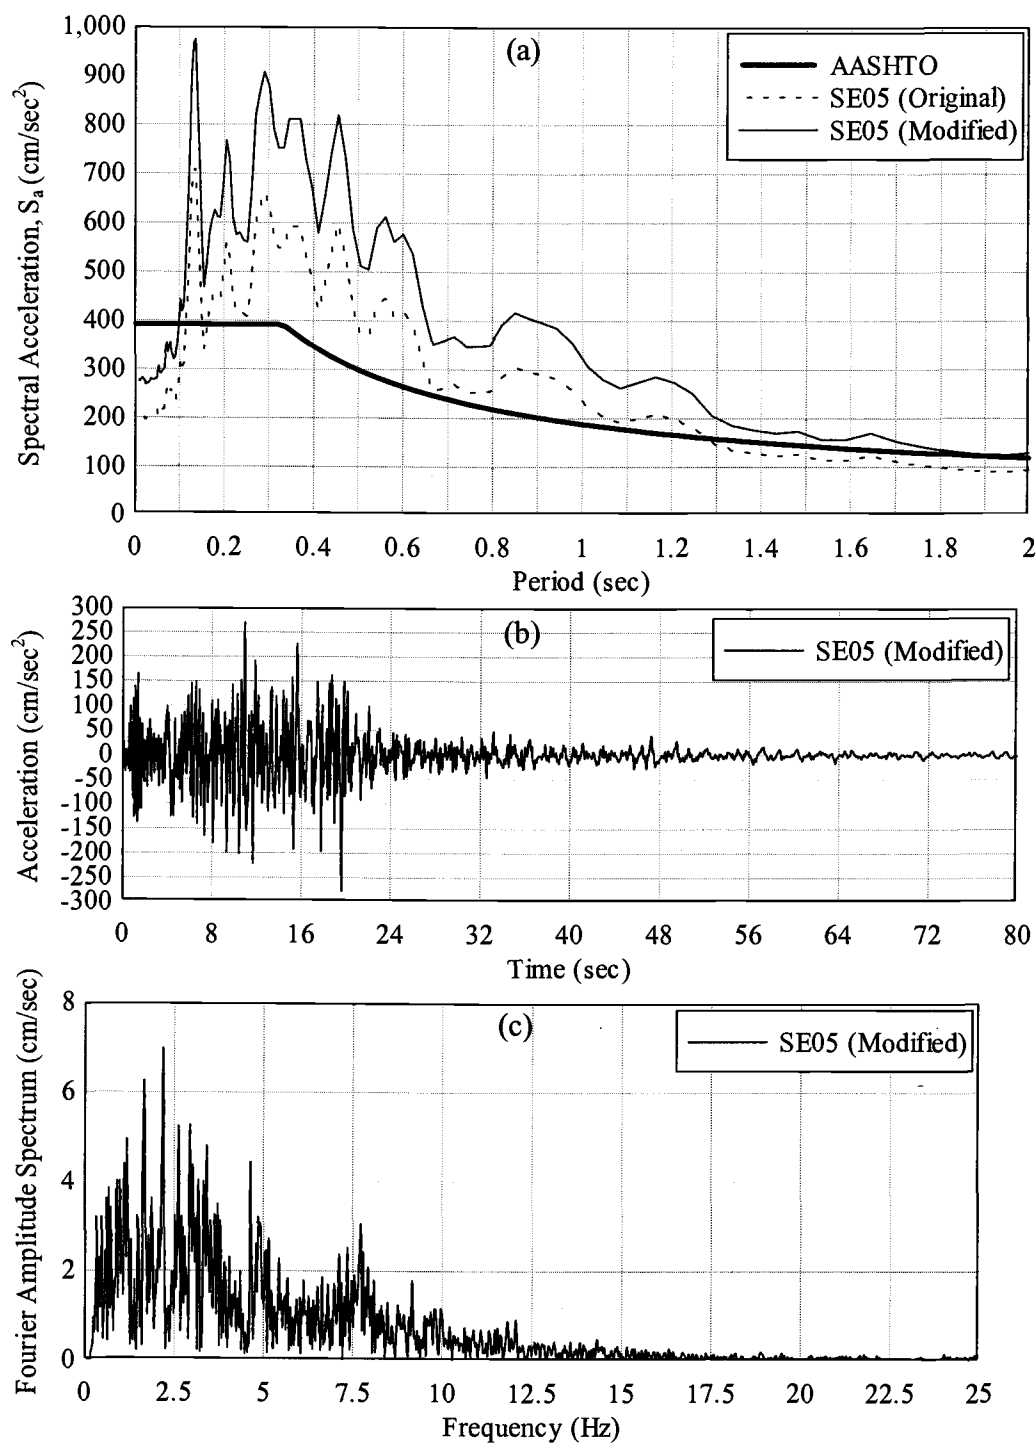 (a)
AASHTO
SE05 (Original)
SE05 (Modified)
Spectral Acceleration, Sₐ (cm/sec²)
1,000
900
800
700
600
500
400
300
200
100
0
0 0.2 0.4 0.6 0.8 1 1.2 1.4 1.6 1.8 2
Period (sec)
(b)
SE05 (Modified)
Acceleration (cm/sec²)
300
250
200
150
100
50
0
-50
-100
-150
-200
-250
-300
0 8 16 24 32 40 48 56 64 72 80
Time (sec)
(c)
SE05 (Modified)
Fourier Amplitude Spectrum (cm/sec)
8
6
4
2
0
0 2.5 5 7.5 10 12.5 15 17.5 20 22.5 25
Frequency (Hz)